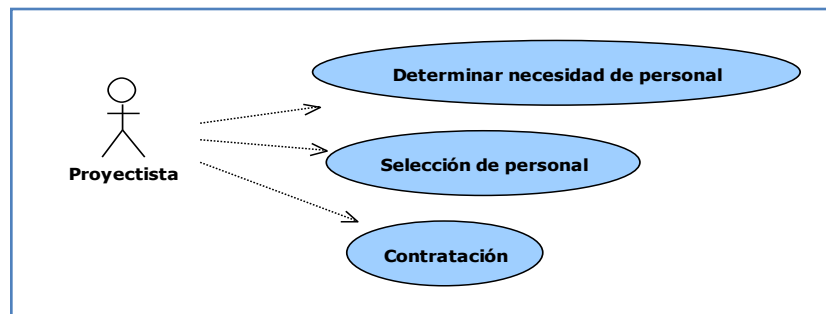 Determinar necesidad de personal
Selección de personal
Proyectista
Contratación